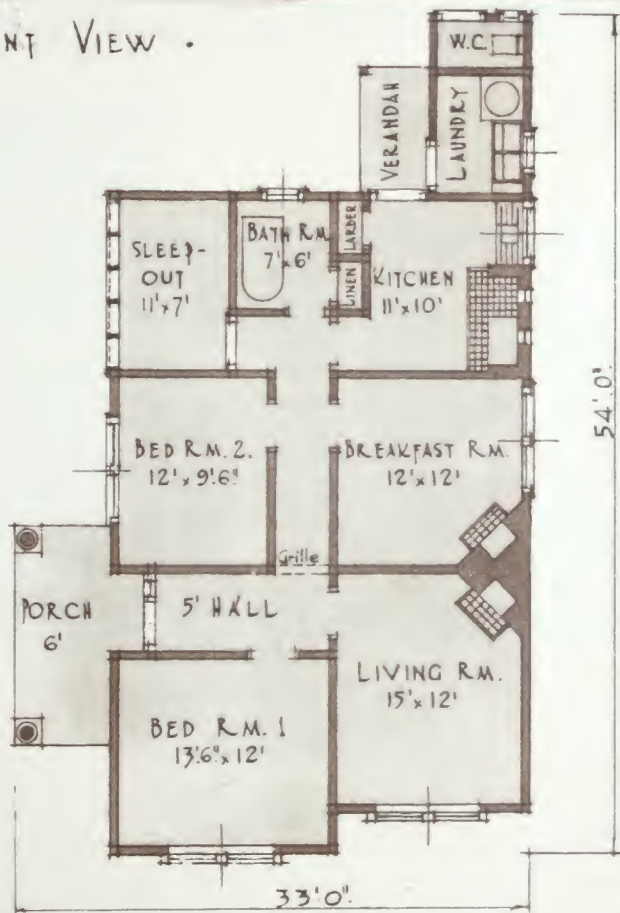 NT VIEW .
W.C.
VERANDAH
LAUNDRY
SLEEP-
OUT
11'x7'
BATH RM
7'x6'
LARDER
LINEN
KITCHEN
11'x10'
BED RM. 2.
12' x 9'.6"
BREAKFAST RM.
12'x12'
54'.0".
Grille
PORCH
6'
5' HALL
LIVING RM.
15'x12'
BED RM. 1
13'.6"x12'
33'0".